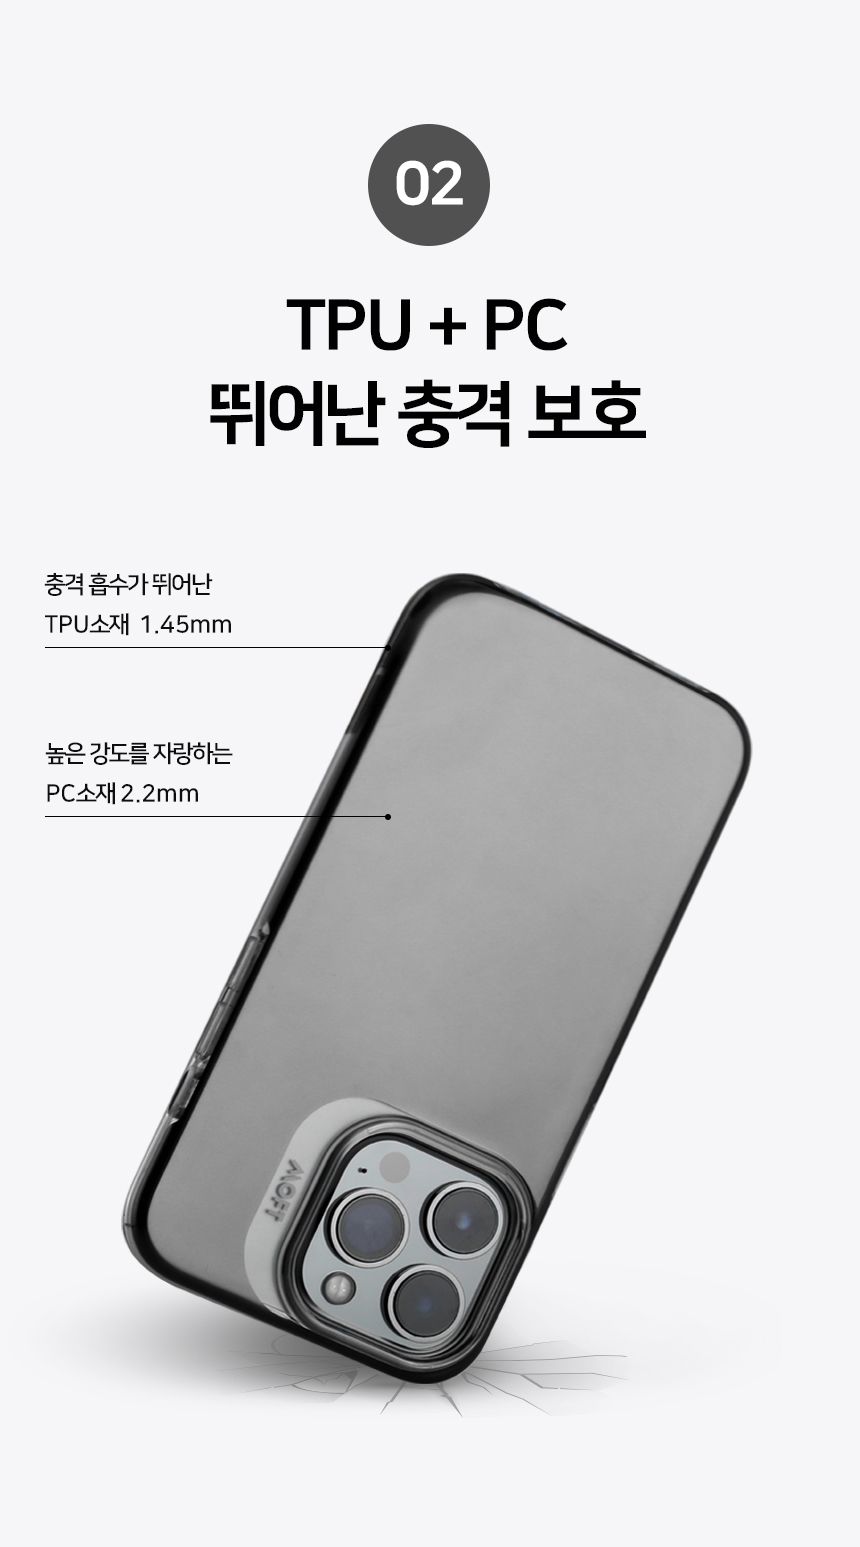 02
TPU + PC
뛰어난 충격 보호
충격 흡수가 뛰어난
TPU소재 1.45mm
높은 강도를 자랑하는
PC소재 2.2mm
MOFT